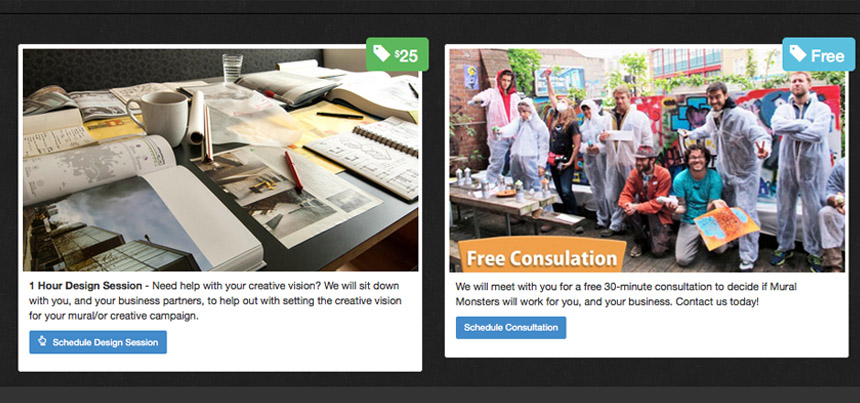 $25
1 Hour Design Session - Need help with your creative vision? We will sit down
with you, and your business partners, to help out with setting the creative vision
for your mural/or creative campaign.
Schedule Design Session
Free
Free Consulation
We will meet with you for a free 30-minute consultation to decide if Mural
Monsters will work for you, and your business. Contact us today!
Schedule Consultation